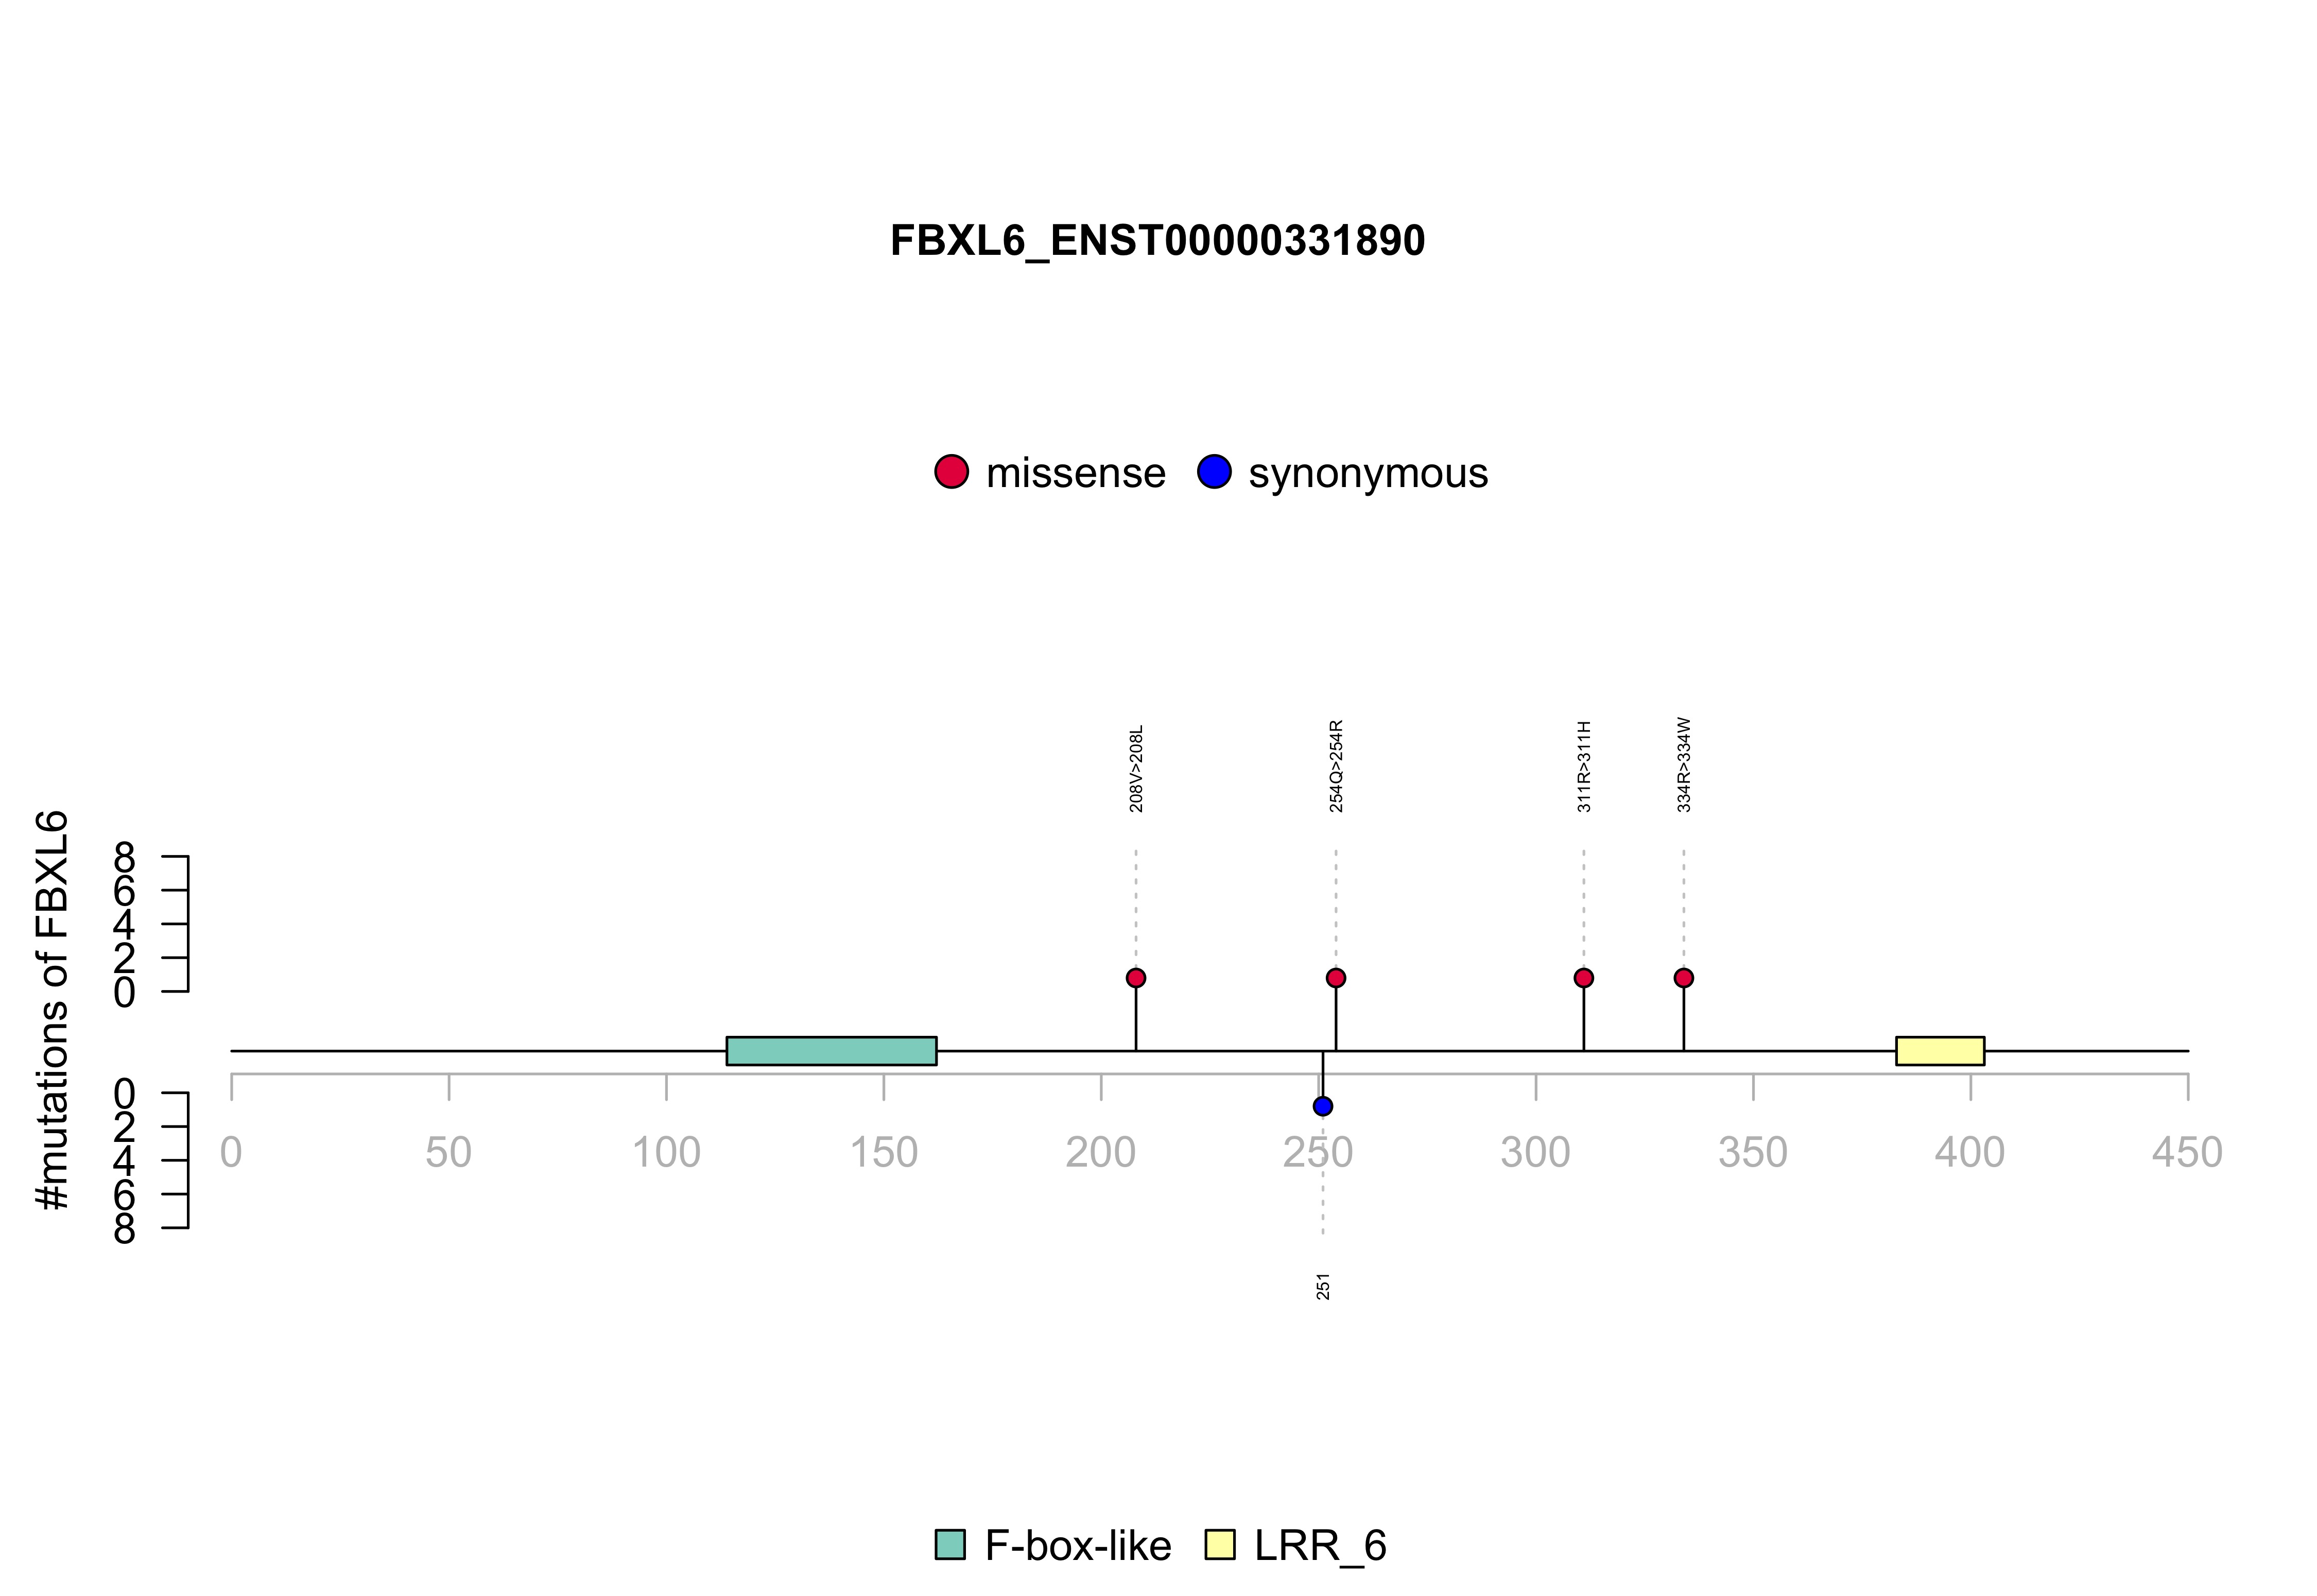 FBXL6_ENST00000331890
missense synonymous
208V>208L 254Q>254R 311R>311H 334R>334W
#mutations of FBXL6
8
6
4
2
0
0
2
4
6
8
0 50 100 150 200 250 300 350 400 450
251
F-box-like LRR_6